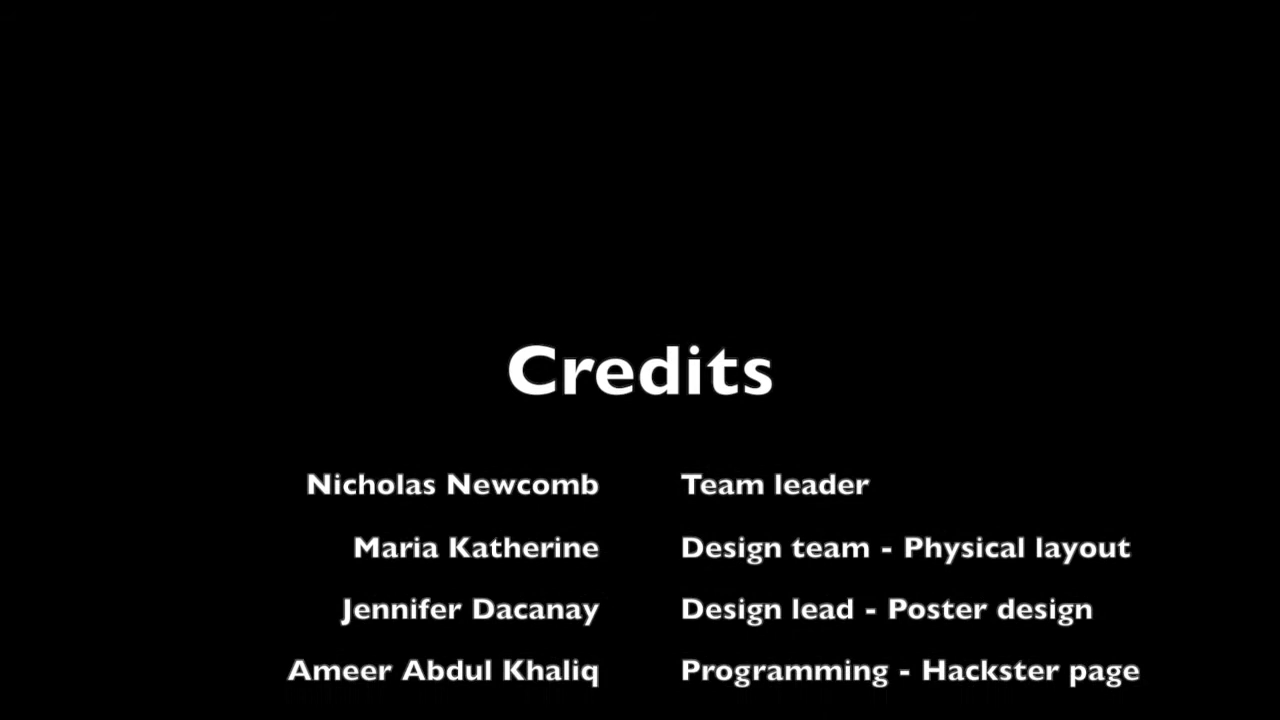 Credits
Nicholas Newcomb Team leader
Maria Katherine Design team - Physical layout
Jennifer Dacanay Design lead - Poster design
Ameer Abdul Khaliq Programming - Hackster page